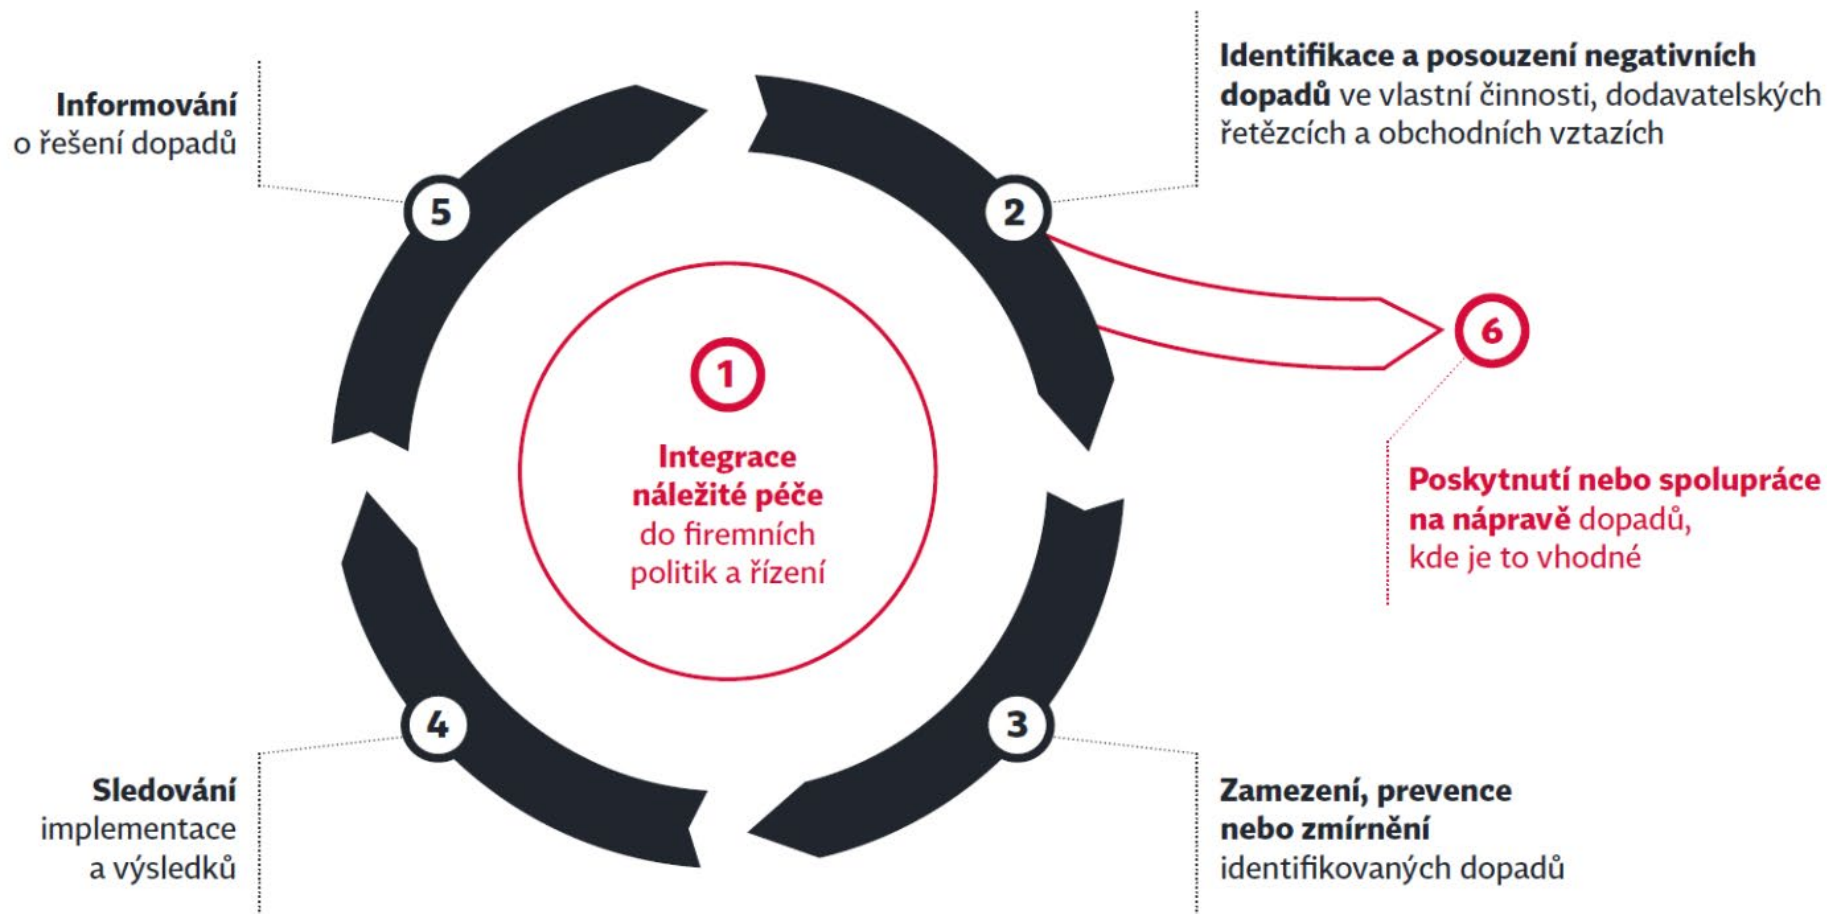 1
Integrace
náležité péče
do firemních
politik a řízení
2
Identifikace a posouzení negativních
dopadů ve vlastní činnosti, dodavatelských
řetězcích a obchodních vztazích
3
Zamezení, prevence
nebo zmírnění
identifikovaných dopadů
4
Sledování
implementace
a výsledků
5
Informování
o řešení dopadů
6
Poskytnutí nebo spolupráce
na nápravě dopadů,
kde je to vhodné